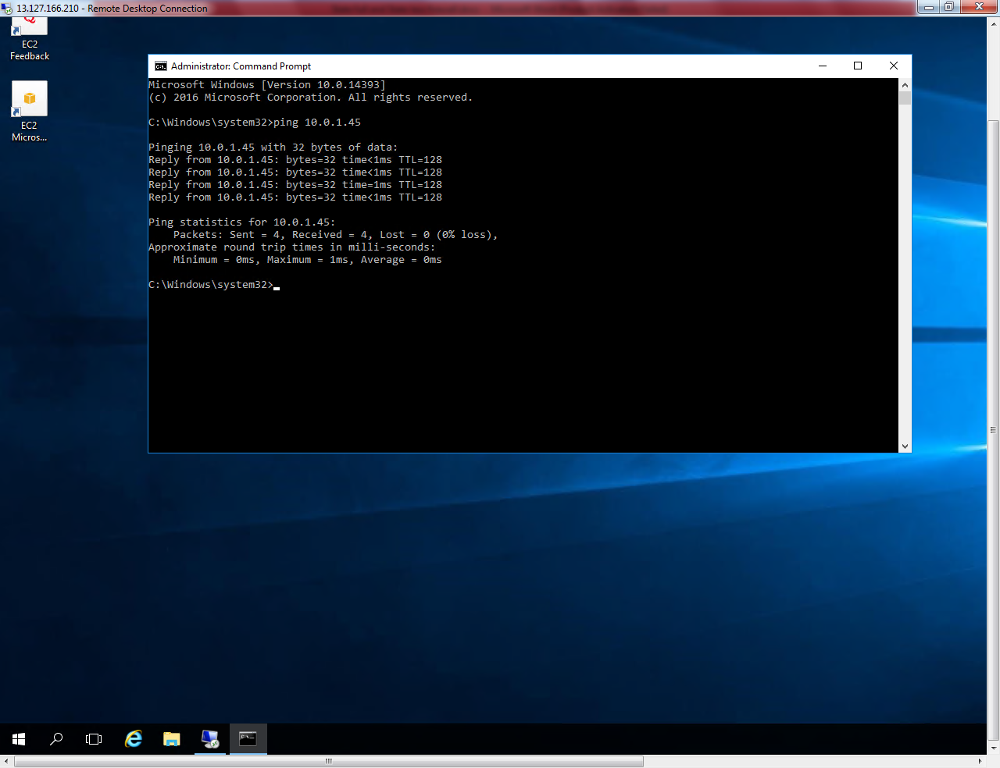 13.127.166.210 - Remote Desktop Connection
EC2
Feedback
EC2
Micros...
Administrator: Command Prompt
Microsoft Windows [Version 10.0.14393]
(c) 2016 Microsoft Corporation. All rights reserved.
C:\Windows\system32>ping 10.0.1.45
Pinging 10.0.1.45 with 32 bytes of data:
Reply from 10.0.1.45: bytes=32 time<1ms TTL=128
Reply from 10.0.1.45: bytes=32 time<1ms TTL=128
Reply from 10.0.1.45: bytes=32 time=1ms TTL=128
Reply from 10.0.1.45: bytes=32 time<1ms TTL=128
Ping statistics for 10.0.1.45:
    Packets: Sent = 4, Received = 4, Lost = 0 (0% loss),
Approximate round trip times in milli-seconds:
    Minimum = 0ms, Maximum = 1ms, Average = 0ms
C:\Windows\system32>